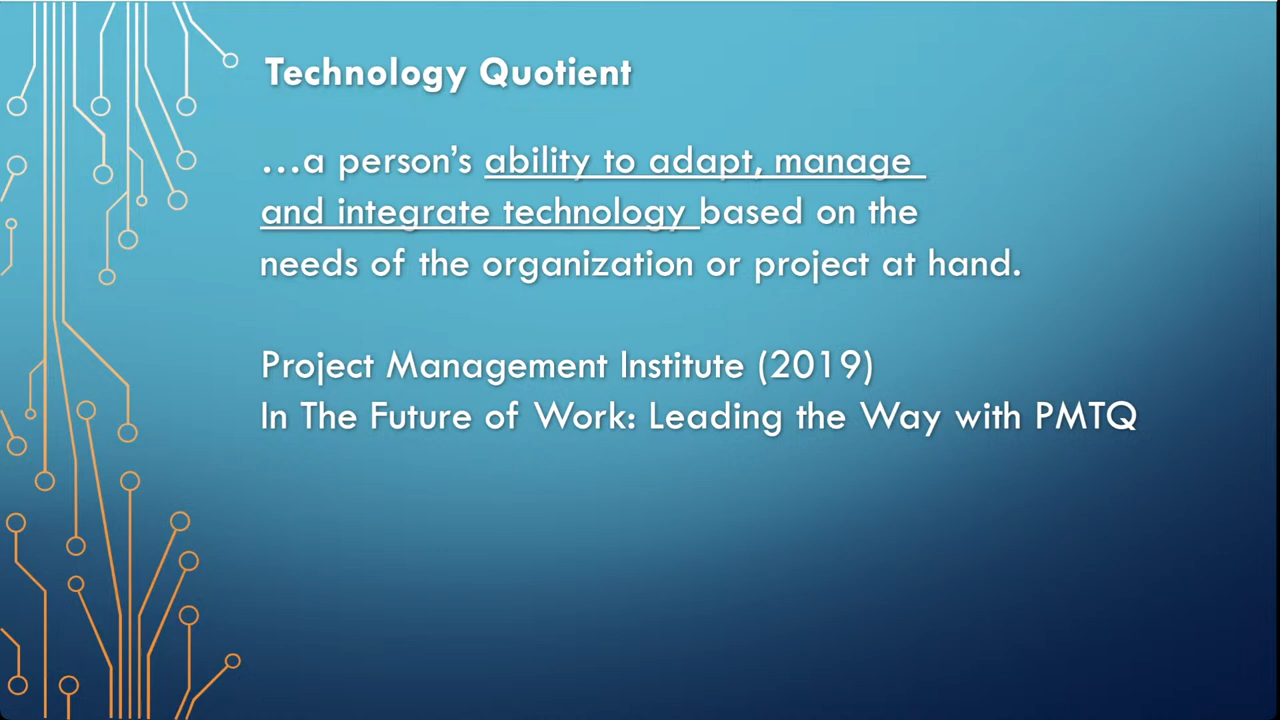 Technology Quotient
...a person's ability to adapt, manage
and integrate technology based on the
needs of the organization or project at hand.
Project Management Institute (2019)
In The Future of Work: Leading the Way with PMTQ